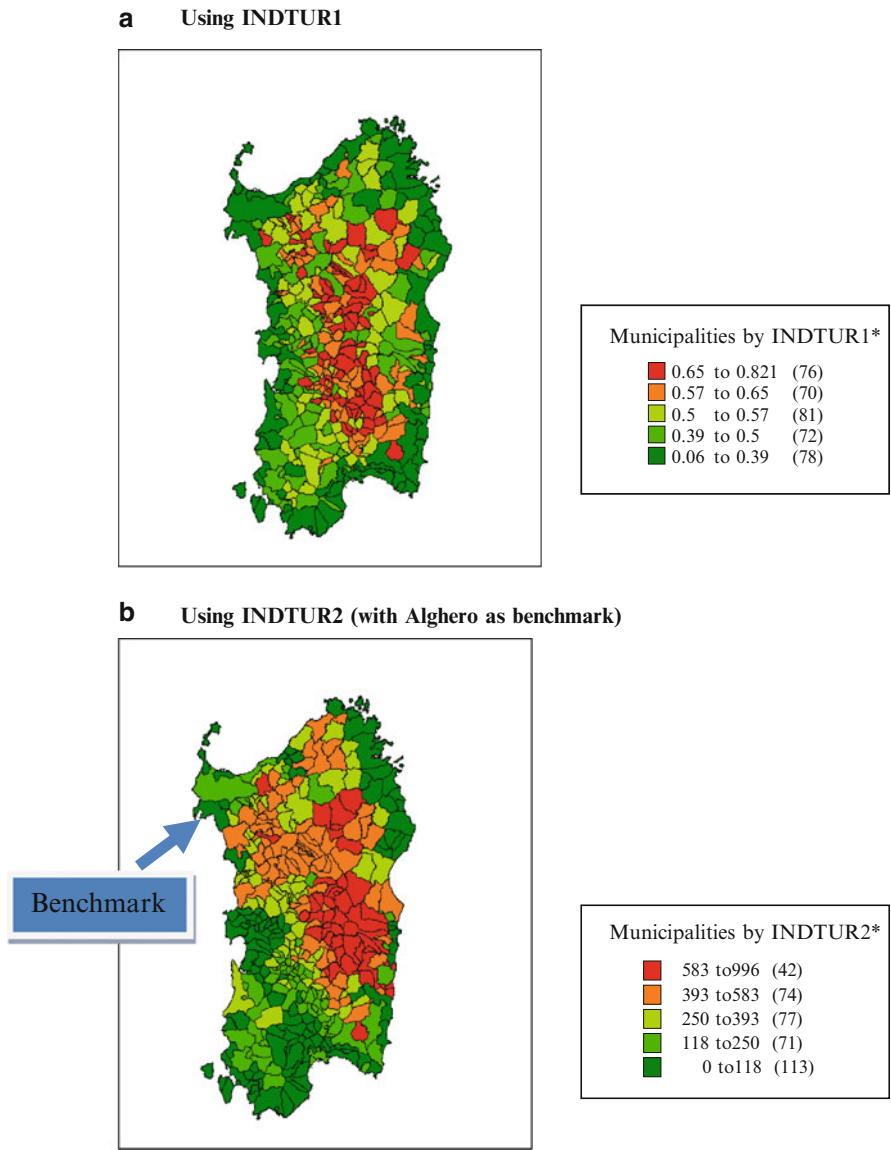 a Using INDTUR1
Municipalities by INDTUR1*
0.65 to 0.821 (76)
0.57 to 0.65 (70)
0.5 to 0.57 (81)
0.39 to 0.5 (72)
0.06 to 0.39 (78)
b Using INDTUR2 (with Alghero as benchmark)
Benchmark
Municipalities by INDTUR2*
583 to996 (42)
393 to583 (74)
250 to393 (77)
118 to250 (71)
0 to118 (113)